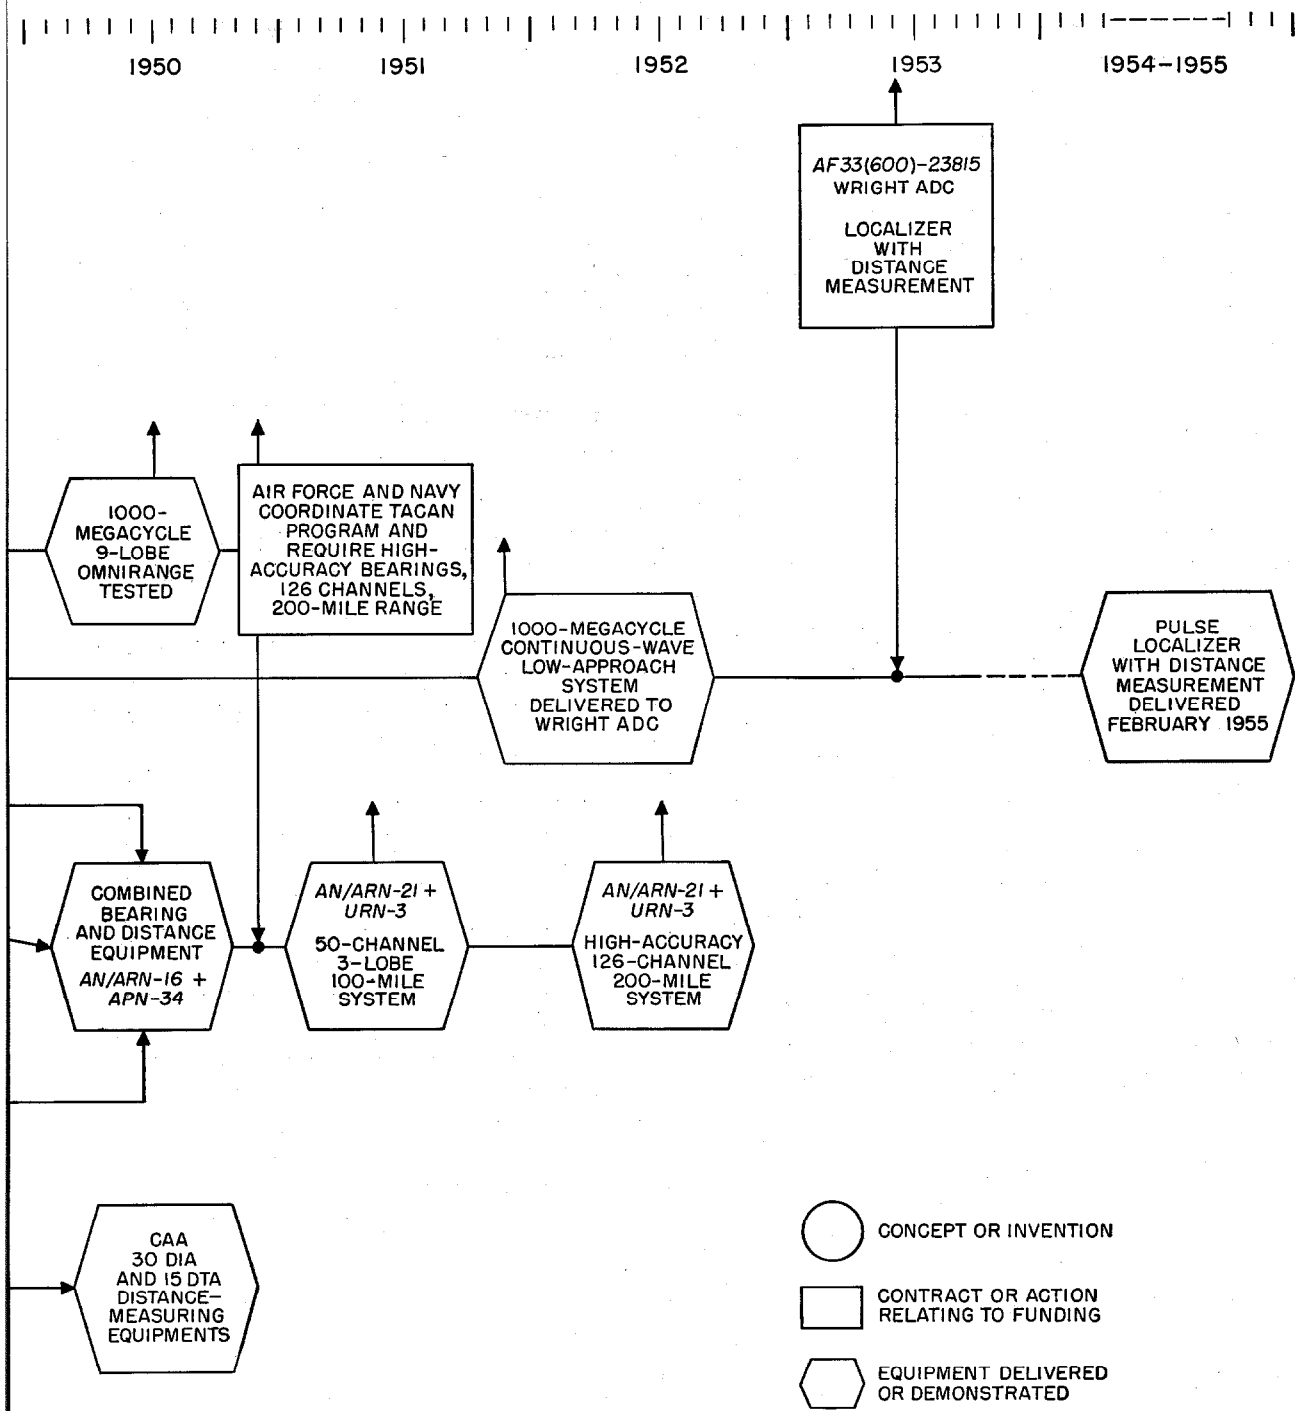 1950
1951
1952
1953
1954-1955
AF33(600)-23815
WRIGHT ADC
LOCALIZER
WITH
DISTANCE
MEASUREMENT
1000-
MEGACYCLE
9-LOBE
OMNIRANGE
TESTED
AIR FORCE AND NAVY
COORDINATE TACAN
PROGRAM AND
REQUIRE HIGH-
ACCURACY BEARINGS,
126 CHANNELS,
200-MILE RANGE
1000-MEGACYCLE
CONTINUOUS-WAVE
LOW-APPROACH
SYSTEM
DELIVERED TO
WRIGHT ADC
PULSE
LOCALIZER
WITH DISTANCE
MEASUREMENT
DELIVERED
FEBRUARY 1955
COMBINED
BEARING
AND DISTANCE
EQUIPMENT
AN/ARN-16 +
APN-34
AN/ARN-21 +
URN-3
50-CHANNEL
3-LOBE
100-MILE
SYSTEM
AN/ARN-21 +
URN-3
HIGH-ACCURACY
126-CHANNEL
200-MILE
SYSTEM
CAA
30 DIA
AND 15 DTA
DISTANCE-
MEASURING
EQUIPMENTS
CONCEPT OR INVENTION
CONTRACT OR ACTION
RELATING TO FUNDING
EQUIPMENT DELIVERED
OR DEMONSTRATED